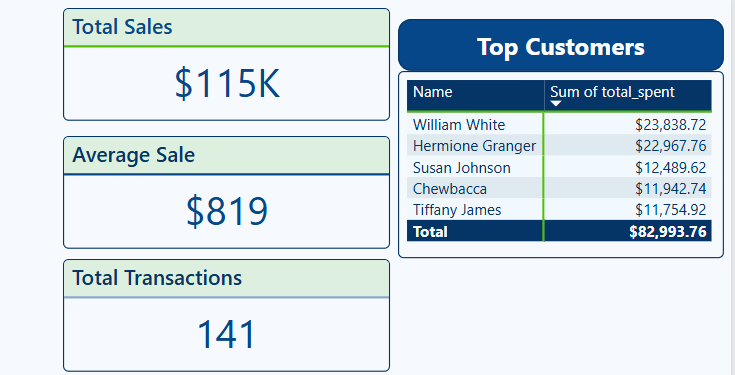 Total Sales
$115K
Average Sale
$819
Total Transactions
141
Top Customers
Name Sum of total_spent
William White $23,838.72
Hermione Granger $22,967.76
Susan Johnson $12,489.62
Chewbacca $11,942.74
Tiffany James $11,754.92
Total $82,993.76